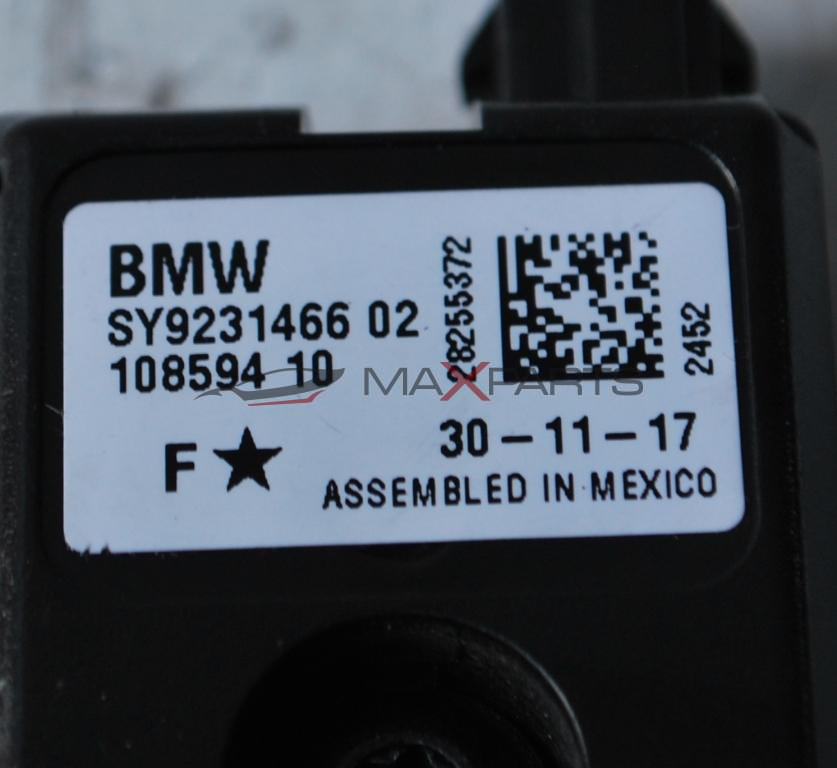 BMW
SY9231466 02
108594 10
28255372
2452
F★
30-11-17
ASSEMBLED IN MEXICO
MAXPARTS